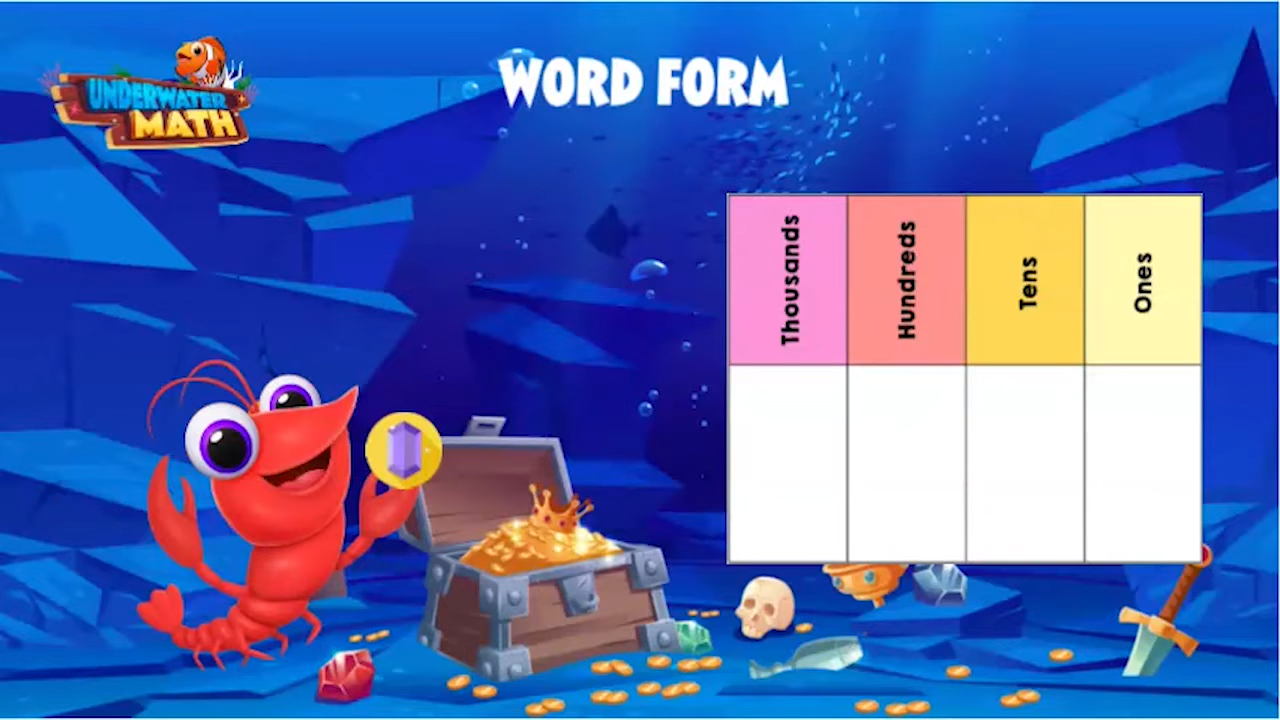 UNDERWATER
MATH
WORD FORM
Thousands
Hundreds
Tens
Ones